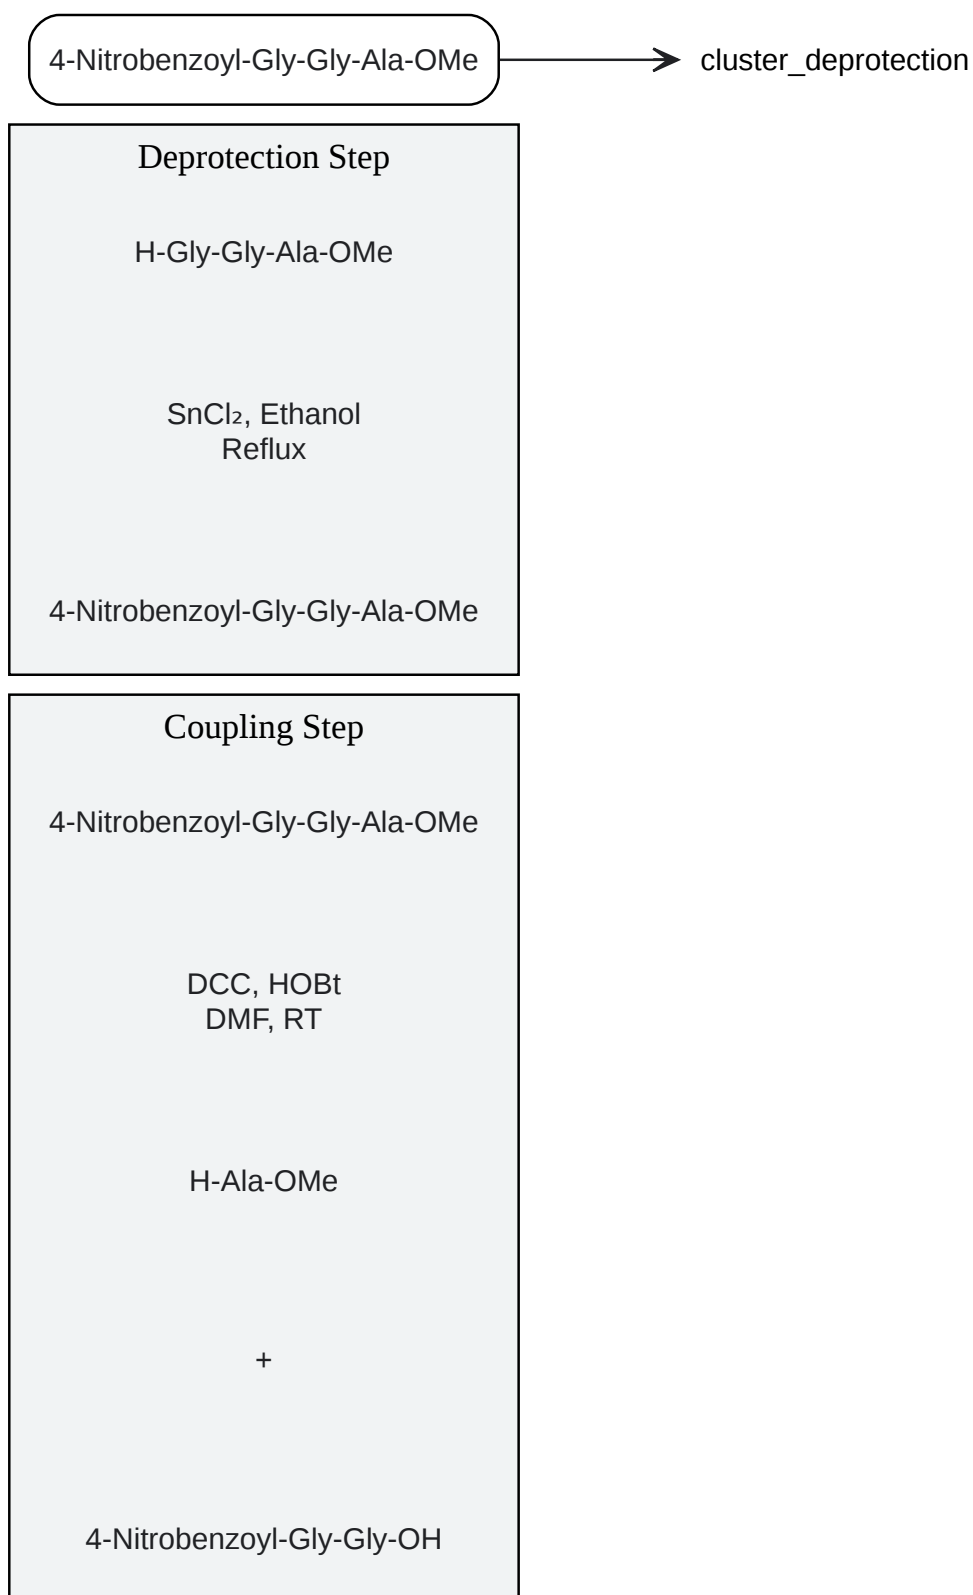 4-Nitrobenzoyl-Gly-Gly-Ala-OMe
cluster_deprotection
Deprotection Step
H-Gly-Gly-Ala-OMe
SnCl₂, Ethanol
Reflux
4-Nitrobenzoyl-Gly-Gly-Ala-OMe
Coupling Step
4-Nitrobenzoyl-Gly-Gly-Ala-OMe
DCC, HOBt
DMF, RT
H-Ala-OMe
+
4-Nitrobenzoyl-Gly-Gly-OH